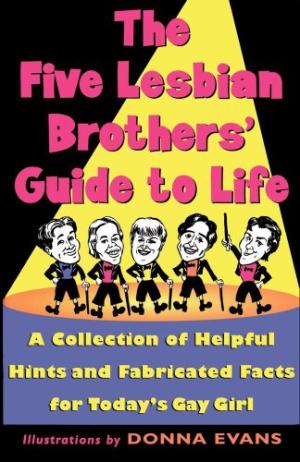 The
Five Lesbian
Brothers'
Guide to Life
A Collection of Helpful
Hints and Fabricated Facts
for Today's Gay Girl
Illustrations by DONNA EVANS